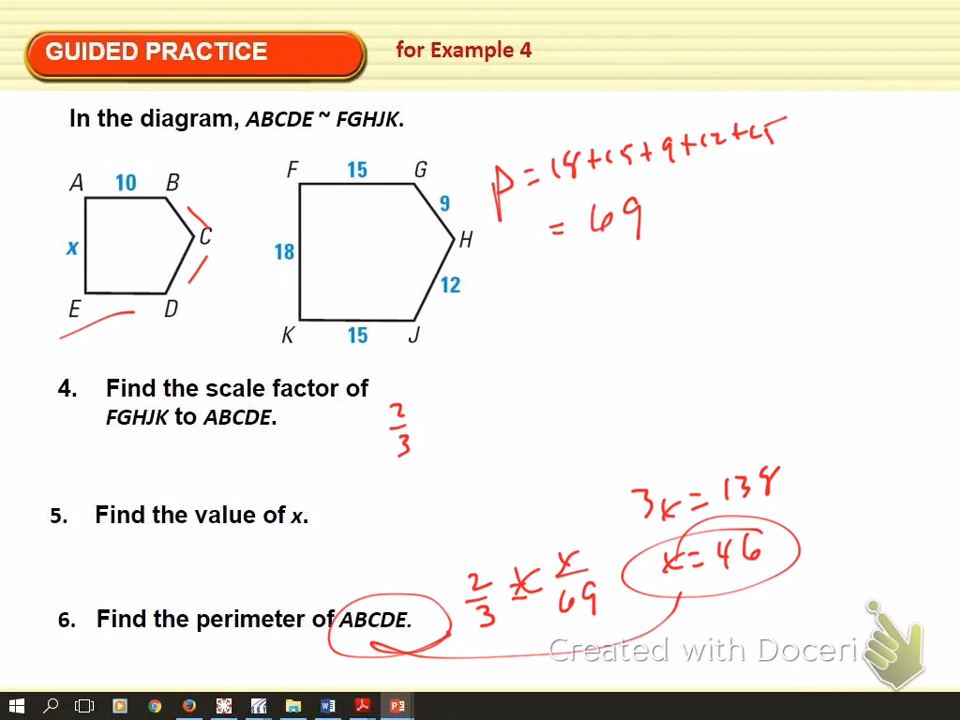 GUIDED PRACTICE
for Example 4
In the diagram, ABCDE ~ FGHJK.
P = 18+15+9+12+15
= 69
A 10 B
x
C
E D
F 15 G
9
18
H
12
K 15 J
4. Find the scale factor of
FGHJK to ABCDE.
2/3
5. Find the value of x.
3x = 138
x = 46
6. Find the perimeter of ABCDE.
2/3 = x/69
Created with Doceri